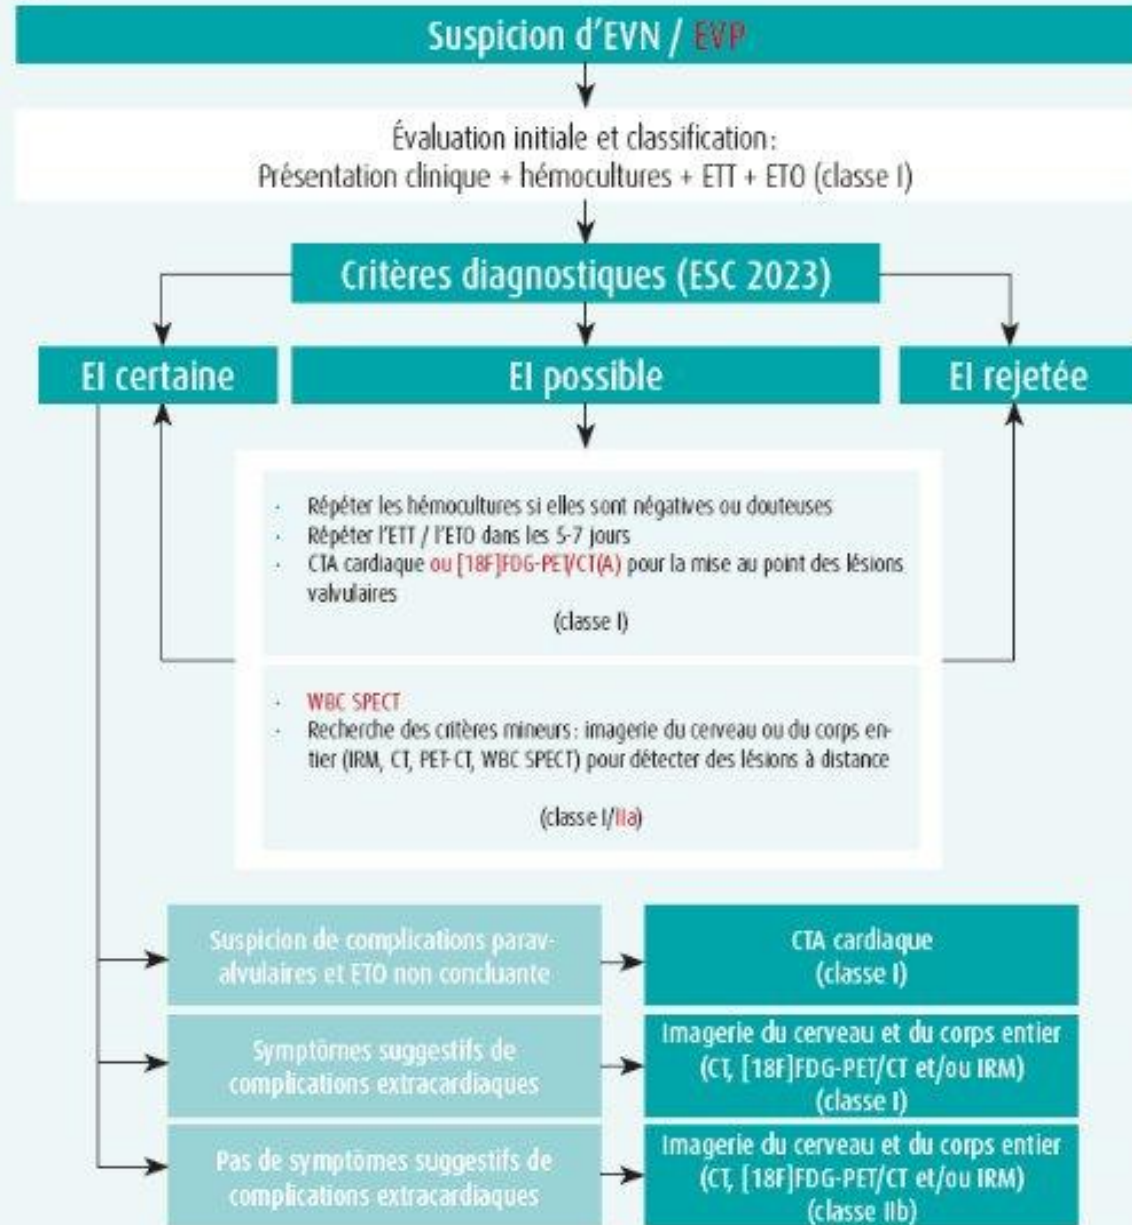 Suspicion d'EVN / EVP
Évaluation initiale et classification:
Présentation clinique + hémocultures + ETT + ETO (classe I)
Critères diagnostiques (ESC 2023)
EI certaine
EI possible
EI rejetée
· Répéter les hémocultures si elles sont négatives ou douteuses
· Répéter l'ETT / l'ETO dans les 5-7 jours
· CTA cardiaque ou [18F]FDG-PET/CT(A) pour la mise au point des lésions
valvulaires
(classe I)
· WBC SPECT
· Recherche des critères mineurs: imagerie du cerveau ou du corps en-
tier (IRM, CT, PET-CT, WBC SPECT) pour détecter des lésions à distance
(classe I/IIa)
Suspicion de complications parav-
alvulaires et ETO non concluante
CTA cardiaque
(classe I)
Symptômes suggestifs de
complications extracardiaques
Imagerie du cerveau et du corps entier
(CT, [18F]FDG-PET/CT et/ou IRM)
(classe I)
Pas de symptômes suggestifs de
complications extracardiaques
Imagerie du cerveau et du corps entier
(CT, [18F]FDG-PET/CT et/ou IRM)
(classe IIb)